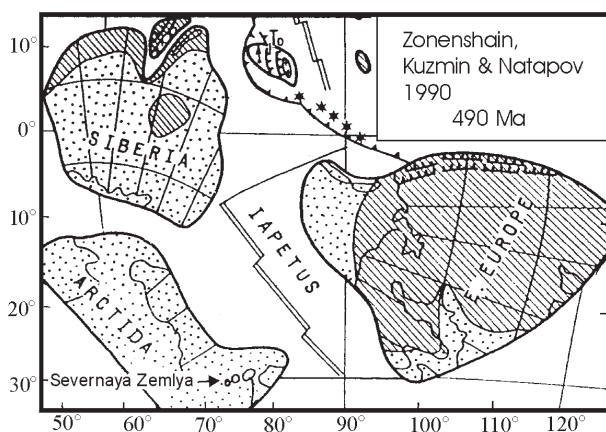 Zonenshain,
Kuzmin & Natapov
1990
490 Ma
10°
0°
10°
20°
30°
To
SIBERIA
IAPETUS
E. EUROPE
ARCTIDA
Severnaya Zemlya
50° 60° 70° 80° 90° 100° 110° 120°